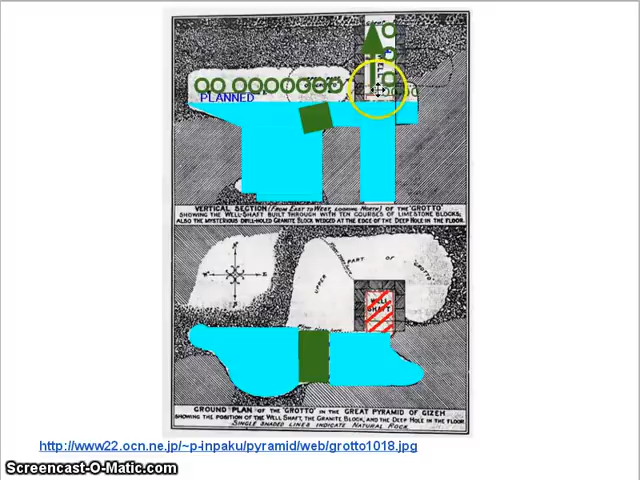 PLANNED
VERTICAL SECTION (FROM EAST TO WEST, LOOKING NORTH) OF THE 'GROTTO'
SHOWING THE WELL-SHAFT BUILT THROUGH WITH TEN COURSES OF LIMESTONE BLOCKS;
ALSO THE MYSTERIOUS DRILL-HOLED GRANITE BLOCK WEDGED AT THE EDGE OF THE DEEP HOLE IN THE FLOOR.
UPPER PART OF 'GROTTO'
WELL-
SHAFT
GROUND PLAN OF THE 'GROTTO' IN THE GREAT PYRAMID OF GIZEH
SHOWING THE POSITION OF THE WELL SHAFT, THE GRANITE BLOCK, AND THE DEEP HOLE IN THE FLOOR
SINGLE SHADED LINES INDICATE NATURAL ROCK.
http://www22.ocn.ne.jp/~p-inpaku/pyramid/web/grotto1018.jpg
Screencast-O-Matic.com